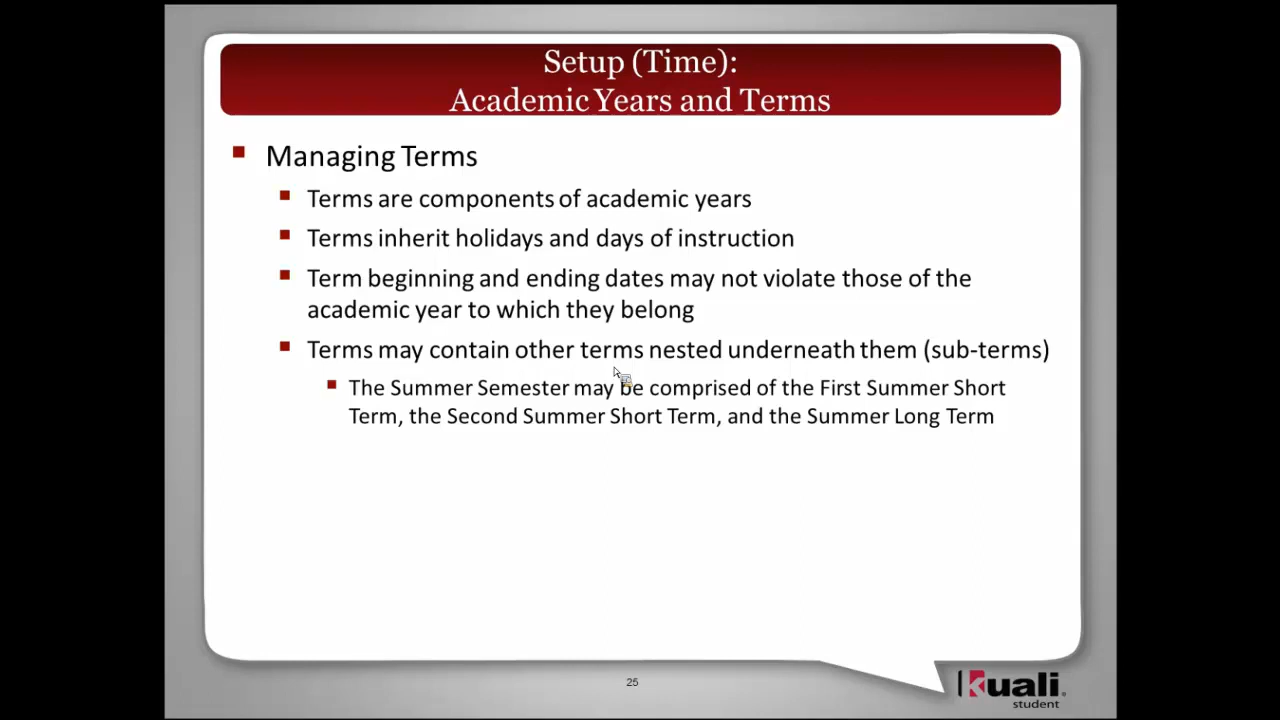 Setup (Time):
Academic Years and Terms
Managing Terms
Terms are components of academic years
Terms inherit holidays and days of instruction
Term beginning and ending dates may not violate those of the
academic year to which they belong
Terms may contain other terms nested underneath them (sub-terms)
The Summer Semester may be comprised of the First Summer Short
Term, the Second Summer Short Term, and the Summer Long Term
25
Kuali®
student